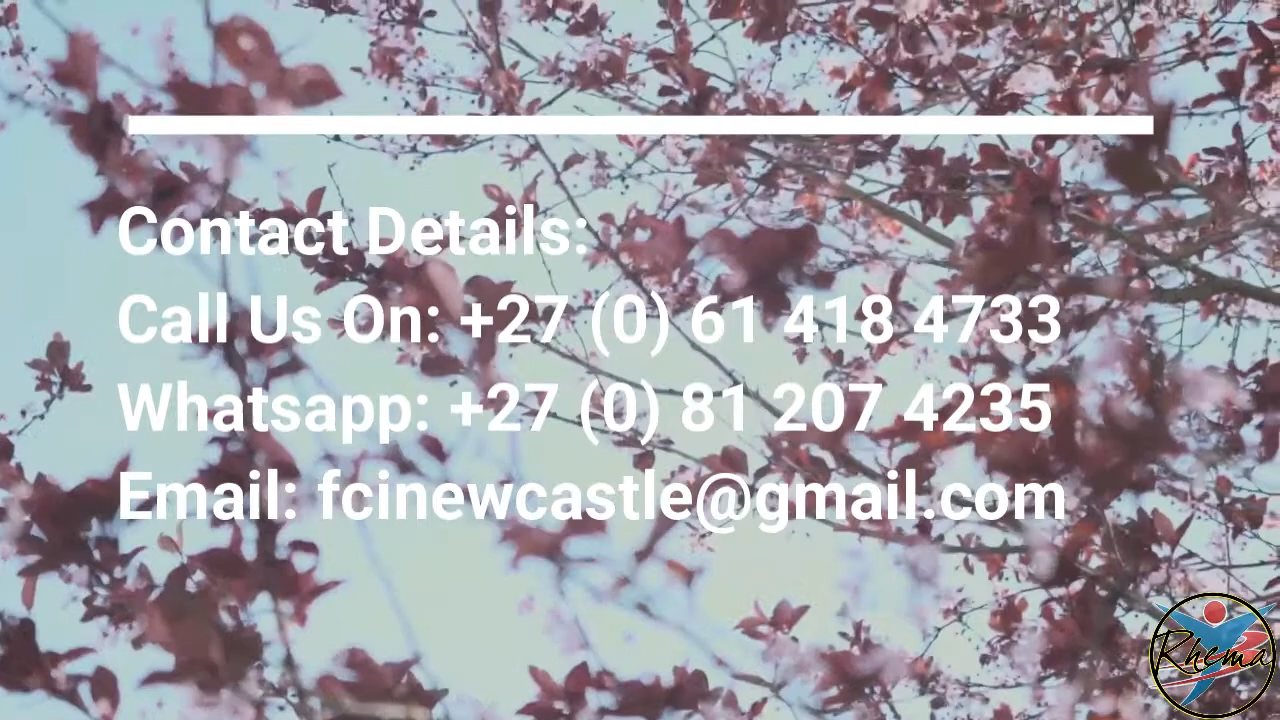 Contact Details:
Call Us On: +27 (0) 61 418 4733
Whatsapp: +27 (0) 81 207 4235
Email: fcinewcastle@gmail.com
Rhema